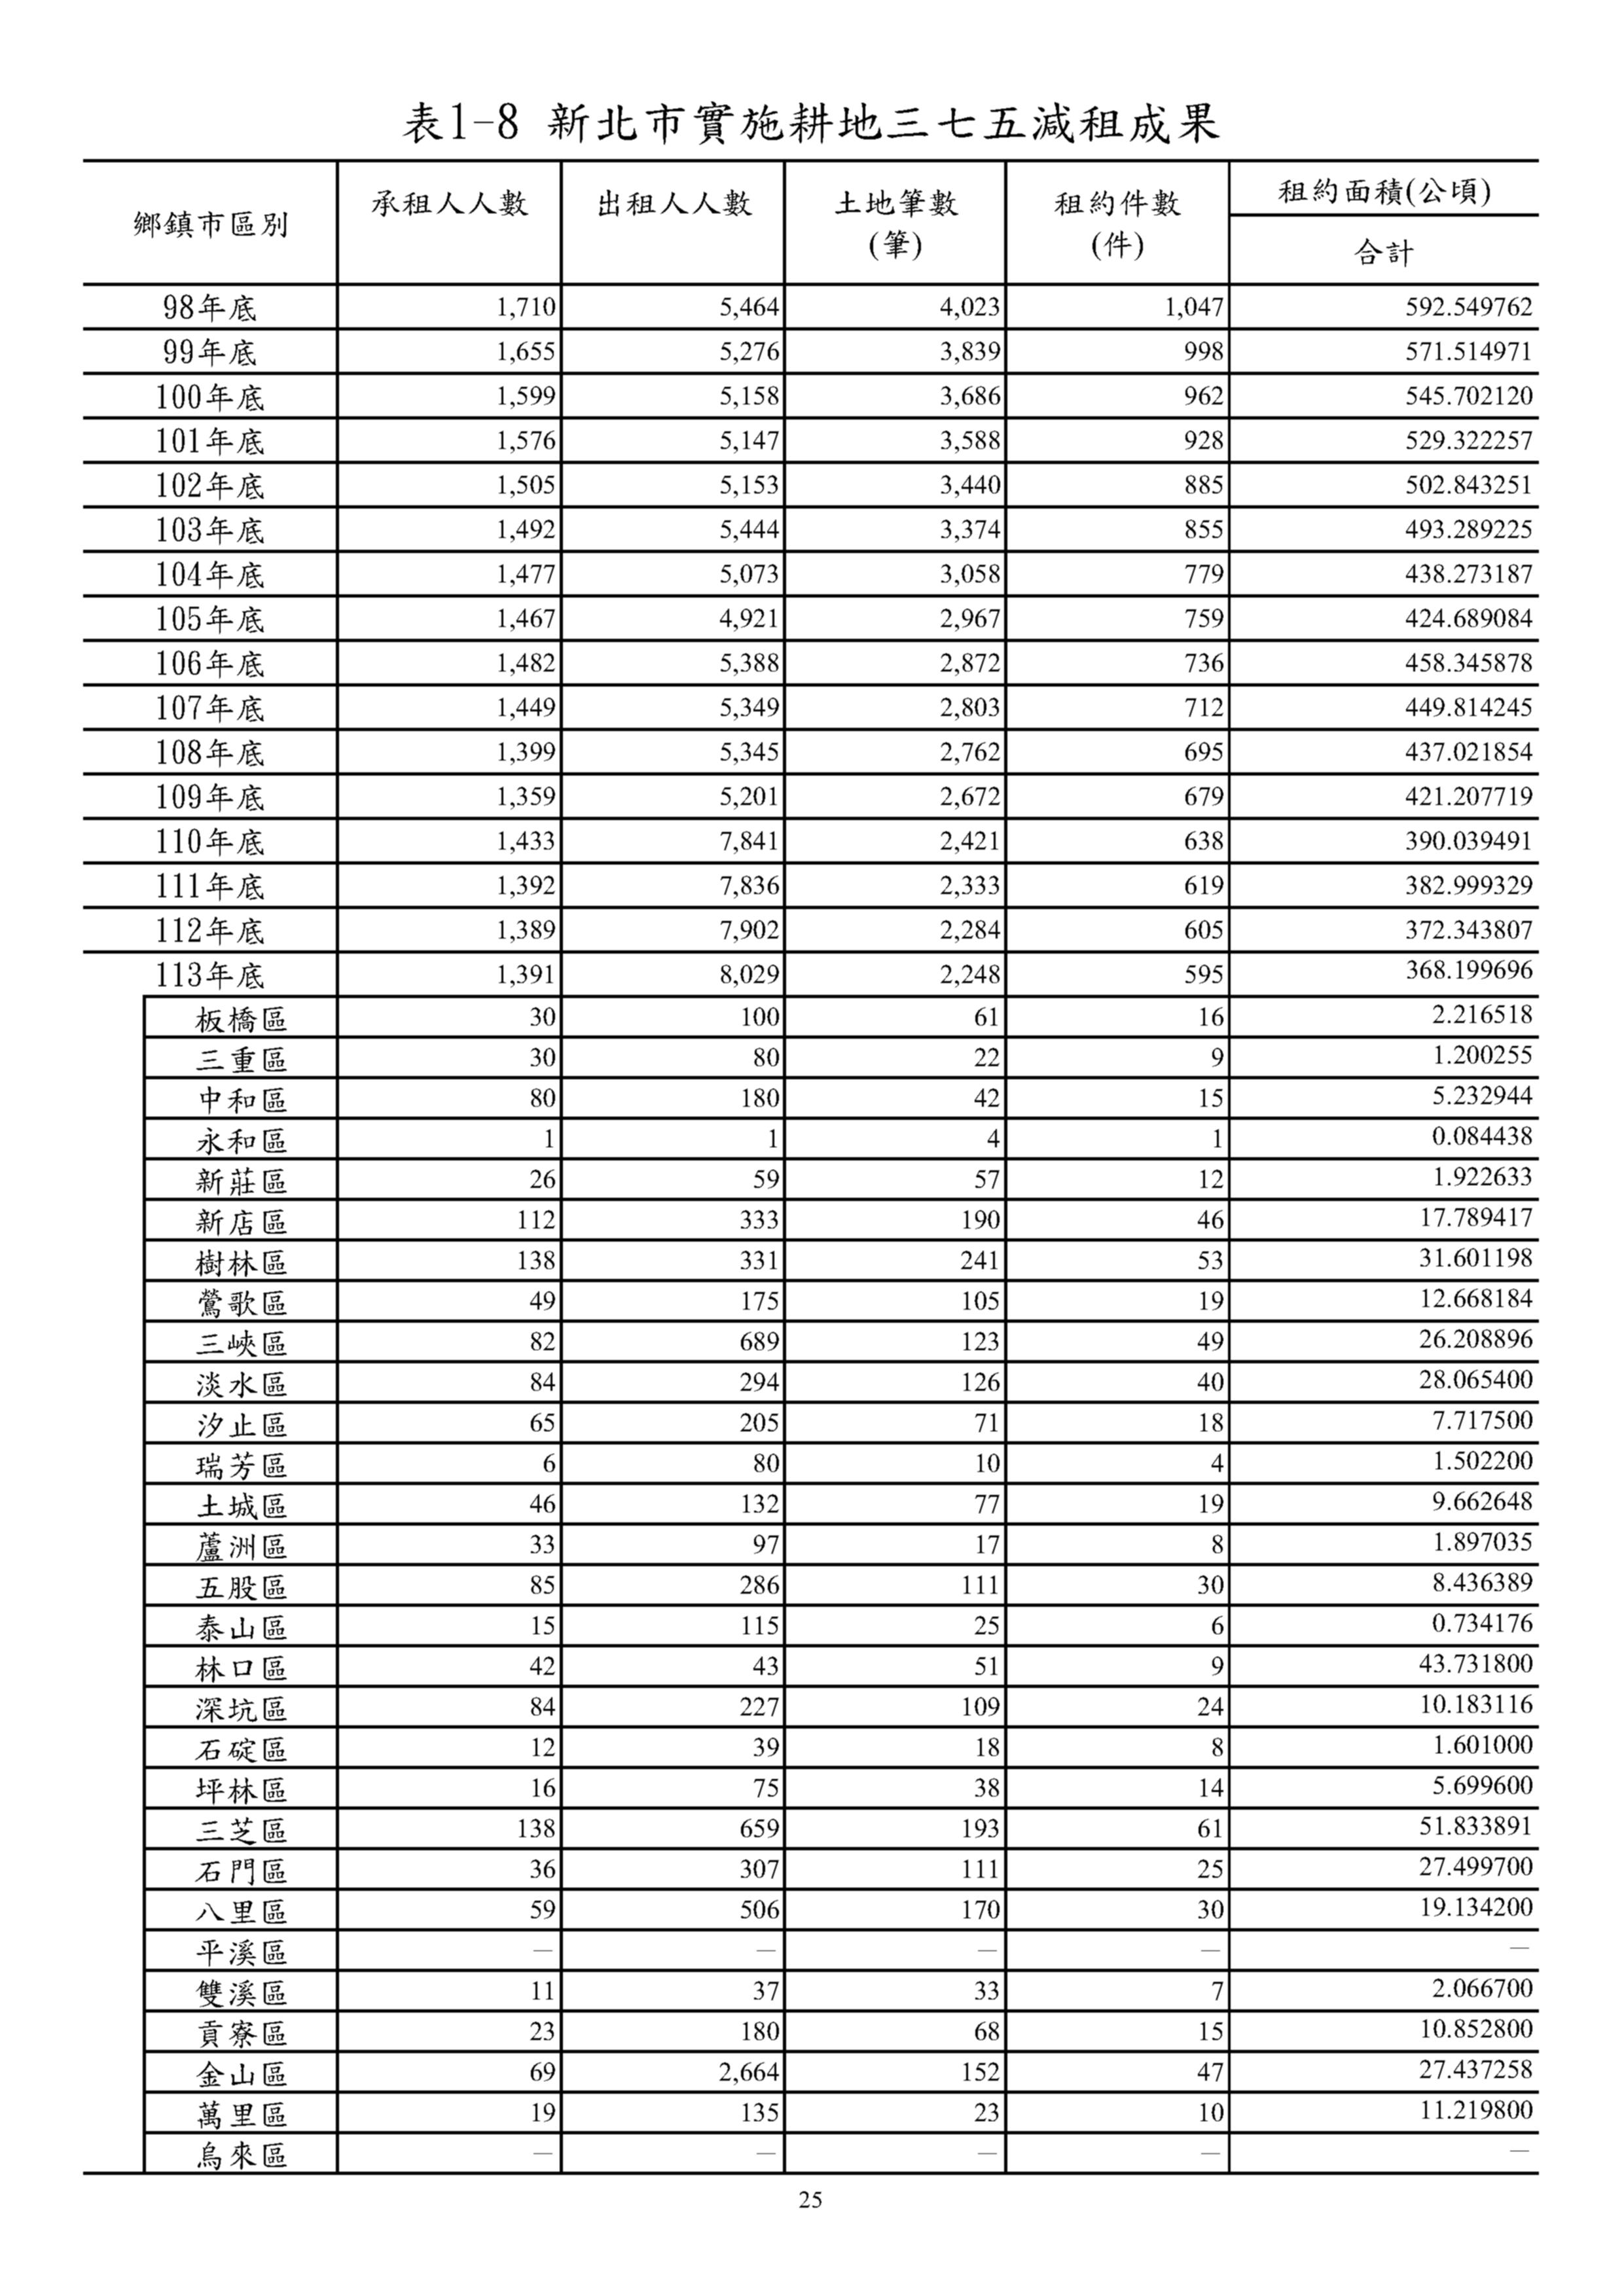 表1-8 新北市實施耕地三七五減租成果
鄉鎮市區別 承租人人數 出租人人數 土地筆數 (筆) 租約件數 (件) 租約面積(公頃) 合計
98年底 1,710 5,464 4,023 1,047 592.549762
99年底 1,655 5,276 3,839 998 571.514971
100年底 1,599 5,158 3,686 962 545.702120
101年底 1,576 5,147 3,588 928 529.322257
102年底 1,505 5,153 3,440 885 502.843251
103年底 1,492 5,444 3,374 855 493.289225
104年底 1,477 5,073 3,058 779 438.273187
105年底 1,467 4,921 2,967 759 424.689084
106年底 1,482 5,388 2,872 736 458.345878
107年底 1,449 5,349 2,803 712 449.814245
108年底 1,399 5,345 2,762 695 437.021854
109年底 1,359 5,201 2,672 679 421.207719
110年底 1,433 7,841 2,421 638 390.039491
111年底 1,392 7,836 2,333 619 382.999329
112年底 1,389 7,902 2,284 605 372.343807
113年底 1,391 8,029 2,248 595 368.199696
板橋區 30 100 61 16 2.216518
三重區 30 80 22 9 1.200255
中和區 80 180 42 15 5.232944
永和區 1 1 4 1 0.084438
新莊區 26 59 57 12 1.922633
新店區 112 333 190 46 17.789417
樹林區 138 331 241 53 31.601198
鶯歌區 49 175 105 19 12.668184
三峽區 82 689 123 49 26.208896
淡水區 84 294 126 40 28.065400
汐止區 65 205 71 18 7.717500
瑞芳區 6 80 10 4 1.502200
土城區 46 132 77 19 9.662648
蘆洲區 33 97 17 8 1.897035
五股區 85 286 111 30 8.436389
泰山區 15 115 25 6 0.734176
林口區 42 43 51 9 43.731800
深坑區 84 227 109 24 10.183116
石碇區 12 39 18 8 1.601000
坪林區 16 75 38 14 5.699600
三芝區 138 659 193 61 51.833891
石門區 36 307 111 25 27.499700
八里區 59 506 170 30 19.134200
平溪區 — — — — —
雙溪區 11 37 33 7 2.066700
貢寮區 23 180 68 15 10.852800
金山區 69 2,664 152 47 27.437258
萬里區 19 135 23 10 11.219800
烏來區 — — — — —
25